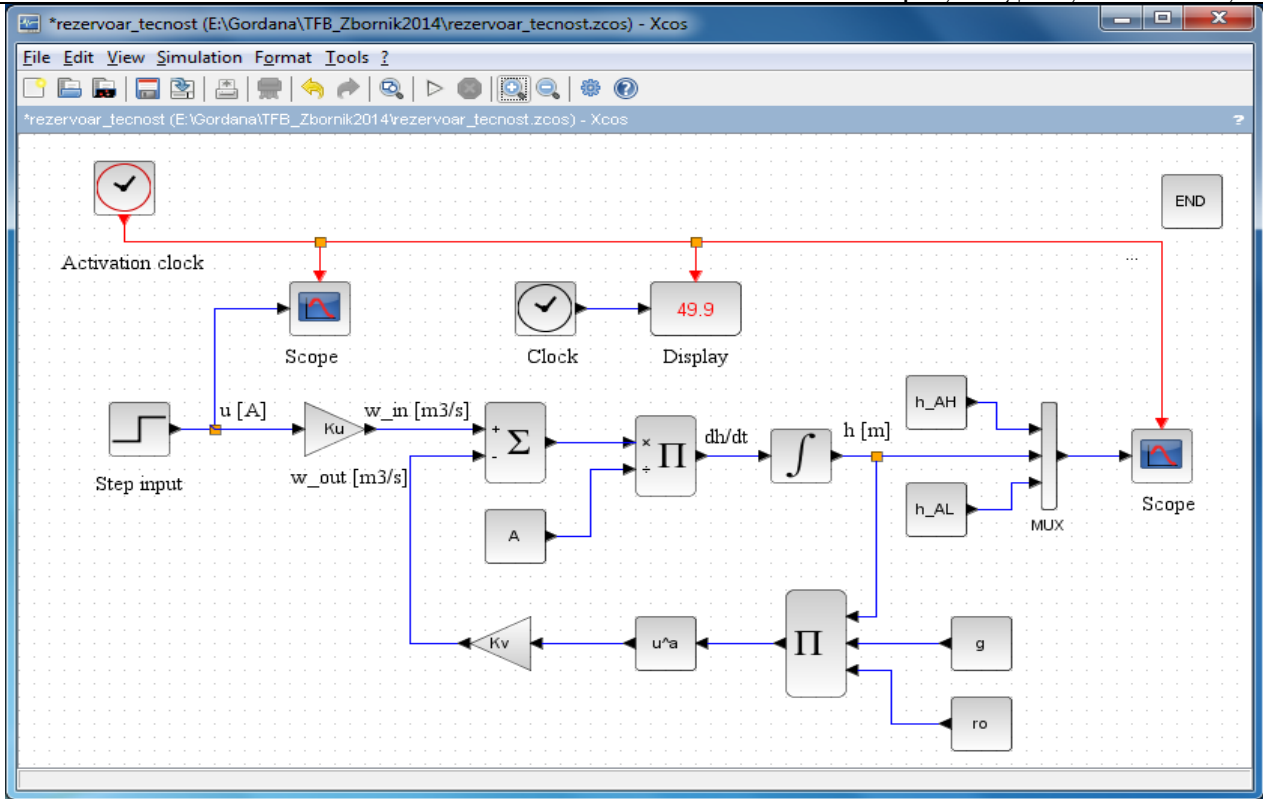 *rezervoar_tecnost (E:\Gordana\TFB_Zbornik2014\rezervoar_tecnost.zcos) - Xcos
File Edit View Simulation Format Tools ?
*rezervoar_tecnost (E:\Gordana\TFB_Zbornik2014\rezervoar_tecnost.zcos) - Xcos ?
END
Activation clock
...
49.9
Scope
Clock
Display
h_AH
u [A]
w_in [m3/s]
Ku
+
Σ
-
dh/dt
×
∏
÷
∫
h [m]
Step input
w_out [m3/s]
h_AL
Scope
MUX
A
Kv
u^a
∏
g
ro